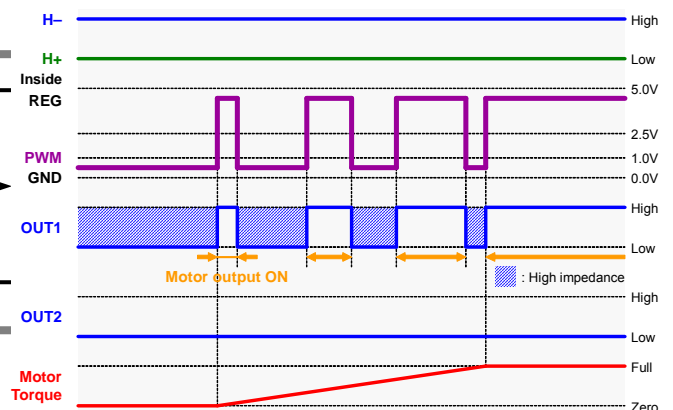 H–
High
H+
Low
Inside
REG
5.0V
2.5V
PWM
1.0V
GND
0.0V
OUT1
High
Low
Motor output ON
: High impedance
OUT2
High
Low
Motor
Torque
Full
Zero